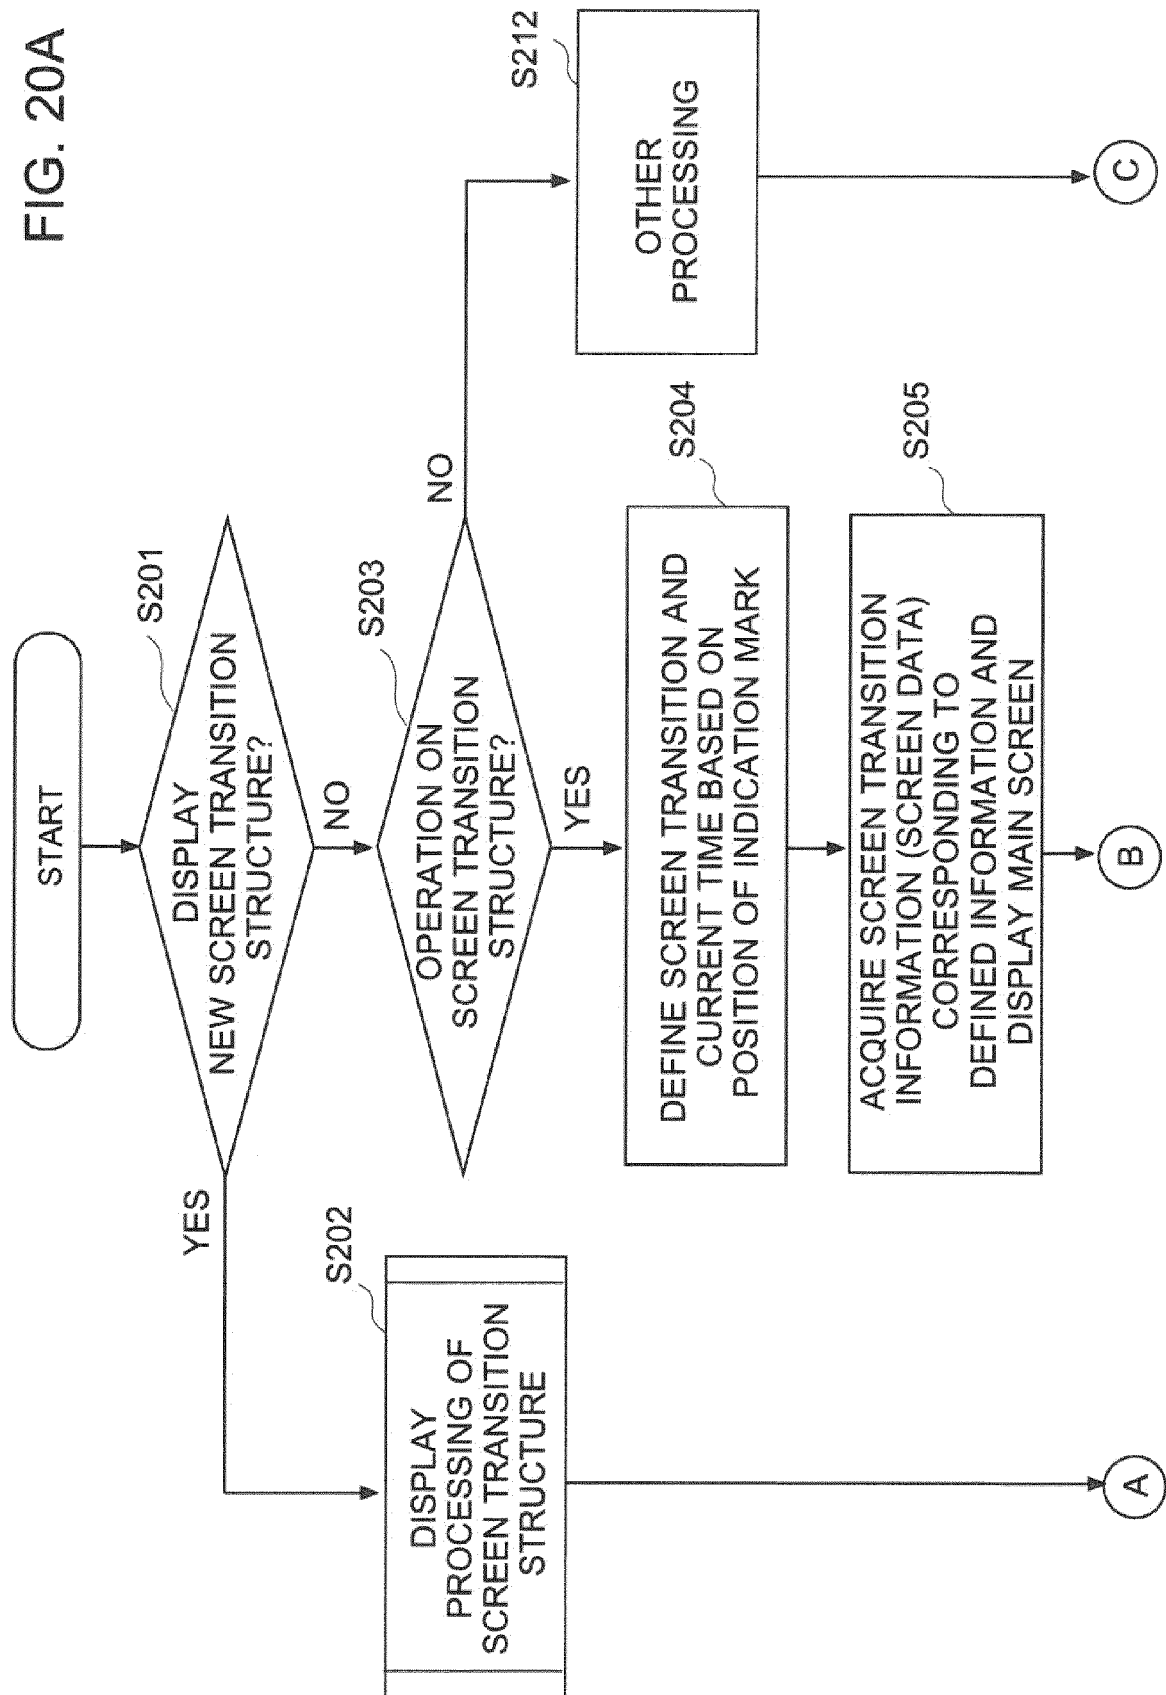 FIG. 20A
START
S201
DISPLAY
NEW SCREEN TRANSITION
STRUCTURE?
YES
NO
S202
DISPLAY
PROCESSING OF
SCREEN TRANSITION
STRUCTURE
S203
OPERATION ON
SCREEN TRANSITION
STRUCTURE?
NO
YES
S212
OTHER
PROCESSING
S204
DEFINE SCREEN TRANSITION AND
CURRENT TIME BASED ON
POSITION OF INDICATION MARK
S205
ACQUIRE SCREEN TRANSITION
INFORMATION (SCREEN DATA)
CORRESPONDING TO
DEFINED INFORMATION AND
DISPLAY MAIN SCREEN
A
B
C